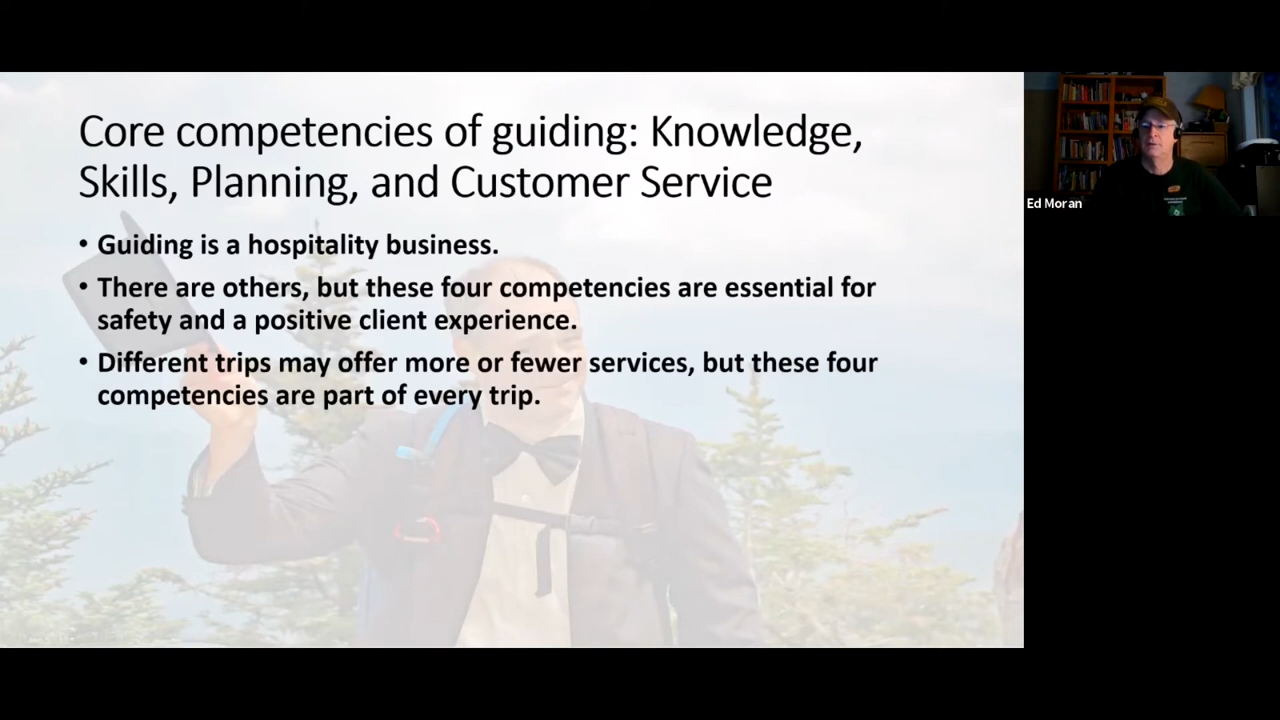 Core competencies of guiding: Knowledge,
Skills, Planning, and Customer Service
• Guiding is a hospitality business.
• There are others, but these four competencies are essential for
safety and a positive client experience.
• Different trips may offer more or fewer services, but these four
competencies are part of every trip.
Ed Moran